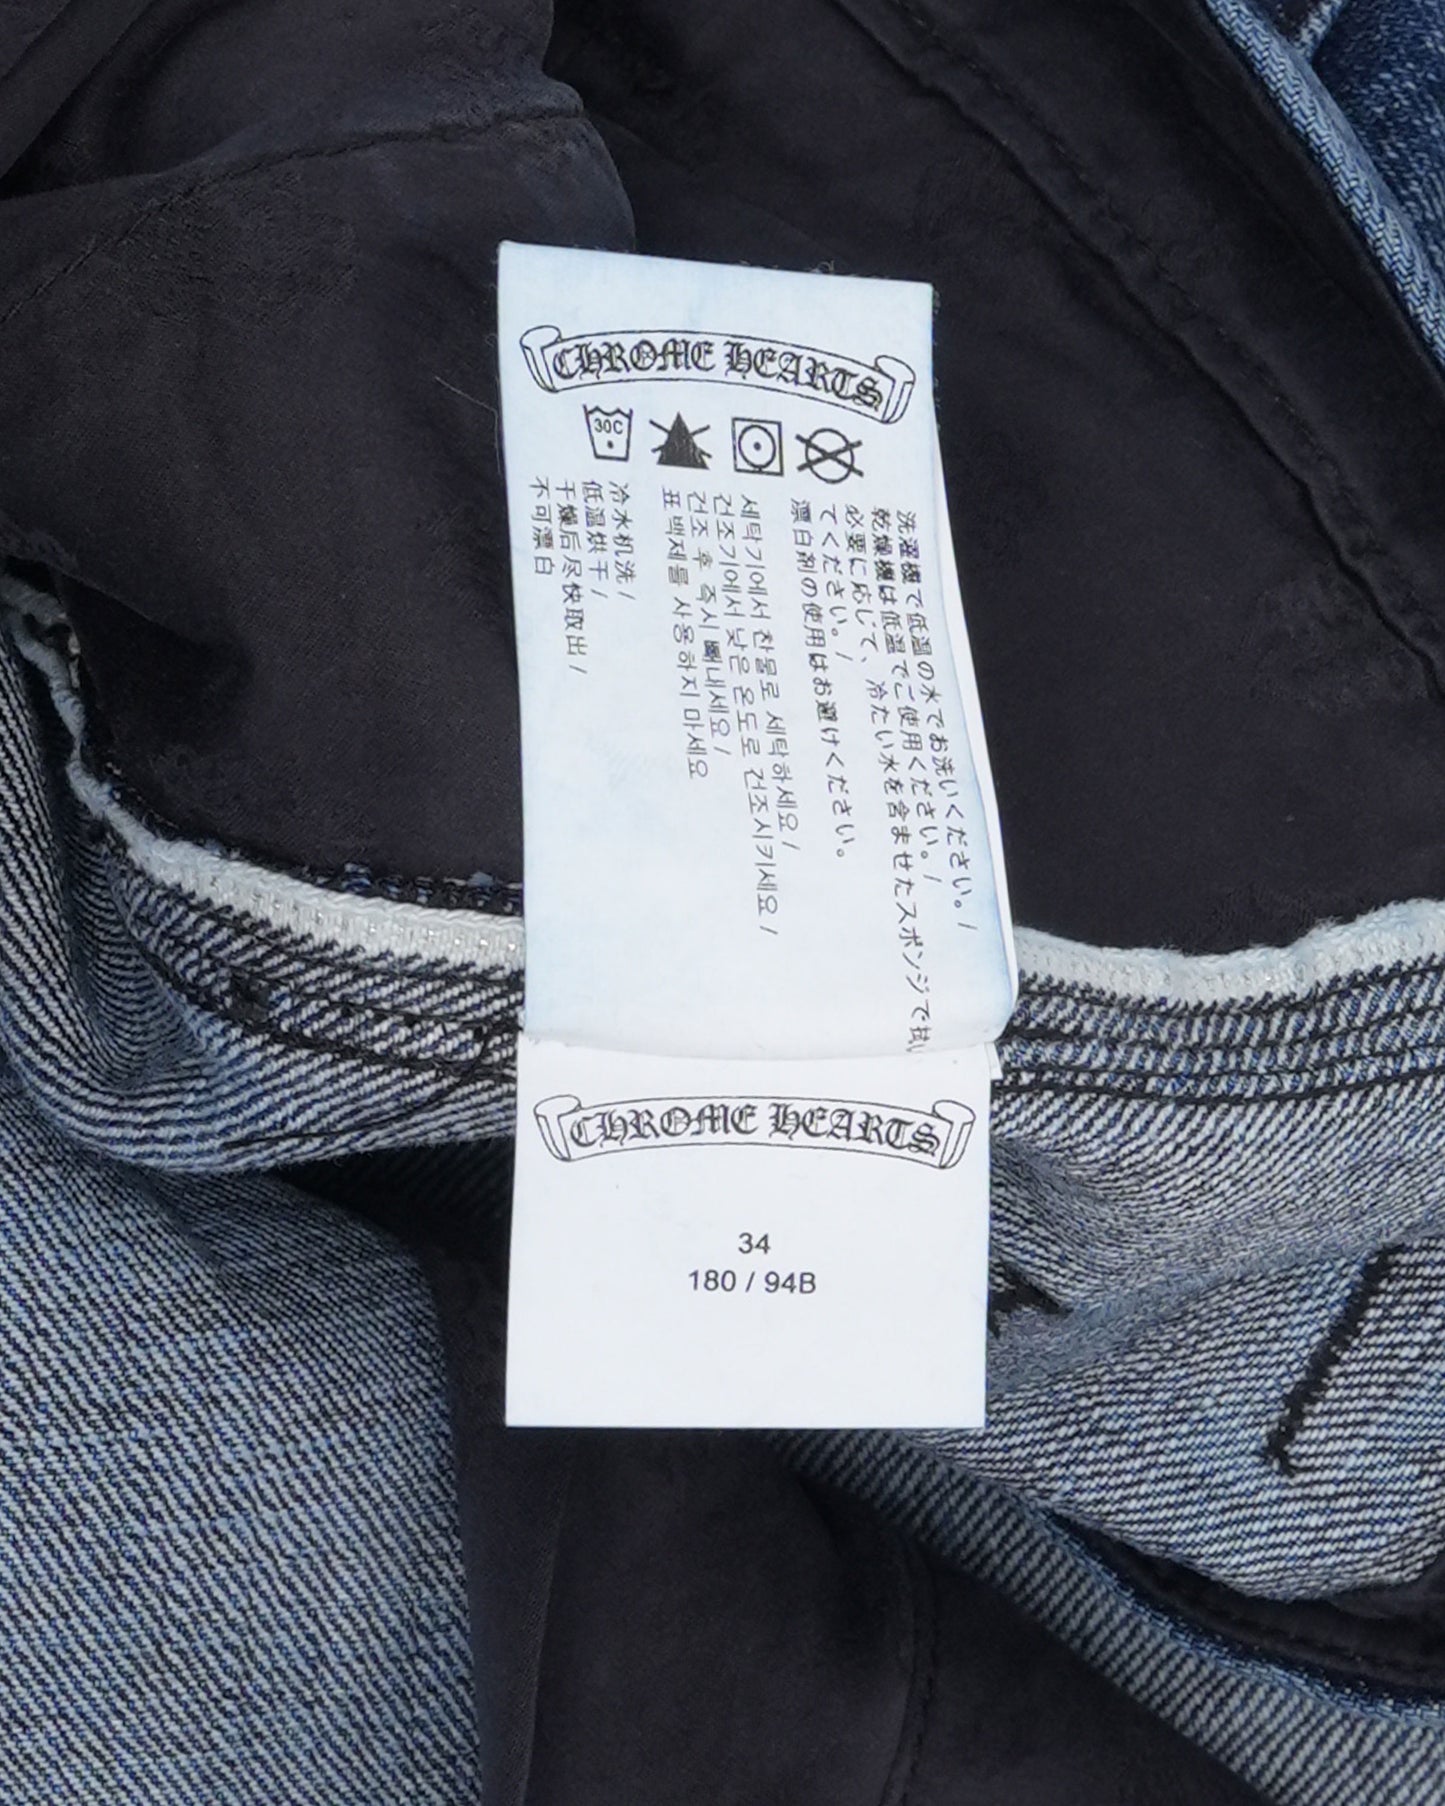 CHROME HEARTS
30C
洗濯機で低温の水でお洗いください。/
乾燥機は低温でご使用ください。/
必要に応じて、冷たい水を含ませたスポンジで拭い
てください。/
漂白剤の使用はお避けください。
세탁기에서 찬물로 세탁하세요 /
건조기에서 낮은 온도로 건조시키세요 /
건조 후 즉시 빼내세요 /
표백제를 사용하지 마세요
冷水机洗 /
低温烘干 /
干燥后尽快取出 /
不可漂白
CHROME HEARTS
34
180 / 94B